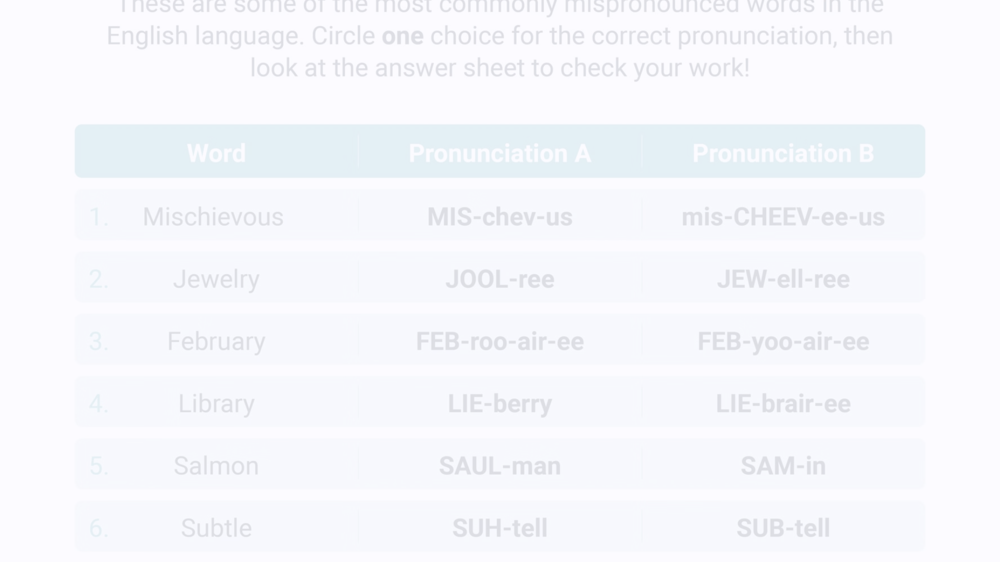 These are some of the most commonly mispronounced words in the
English language. Circle one choice for the correct pronunciation, then
look at the answer sheet to check your work!
Word Pronunciation A Pronunciation B
1. Mischievous MIS-chev-us mis-CHEEV-ee-us
2. Jewelry JOOL-ree JEW-ell-ree
3. February FEB-roo-air-ee FEB-yoo-air-ee
4. Library LIE-berry LIE-brair-ee
5. Salmon SAUL-man SAM-in
6. Subtle SUH-tell SUB-tell